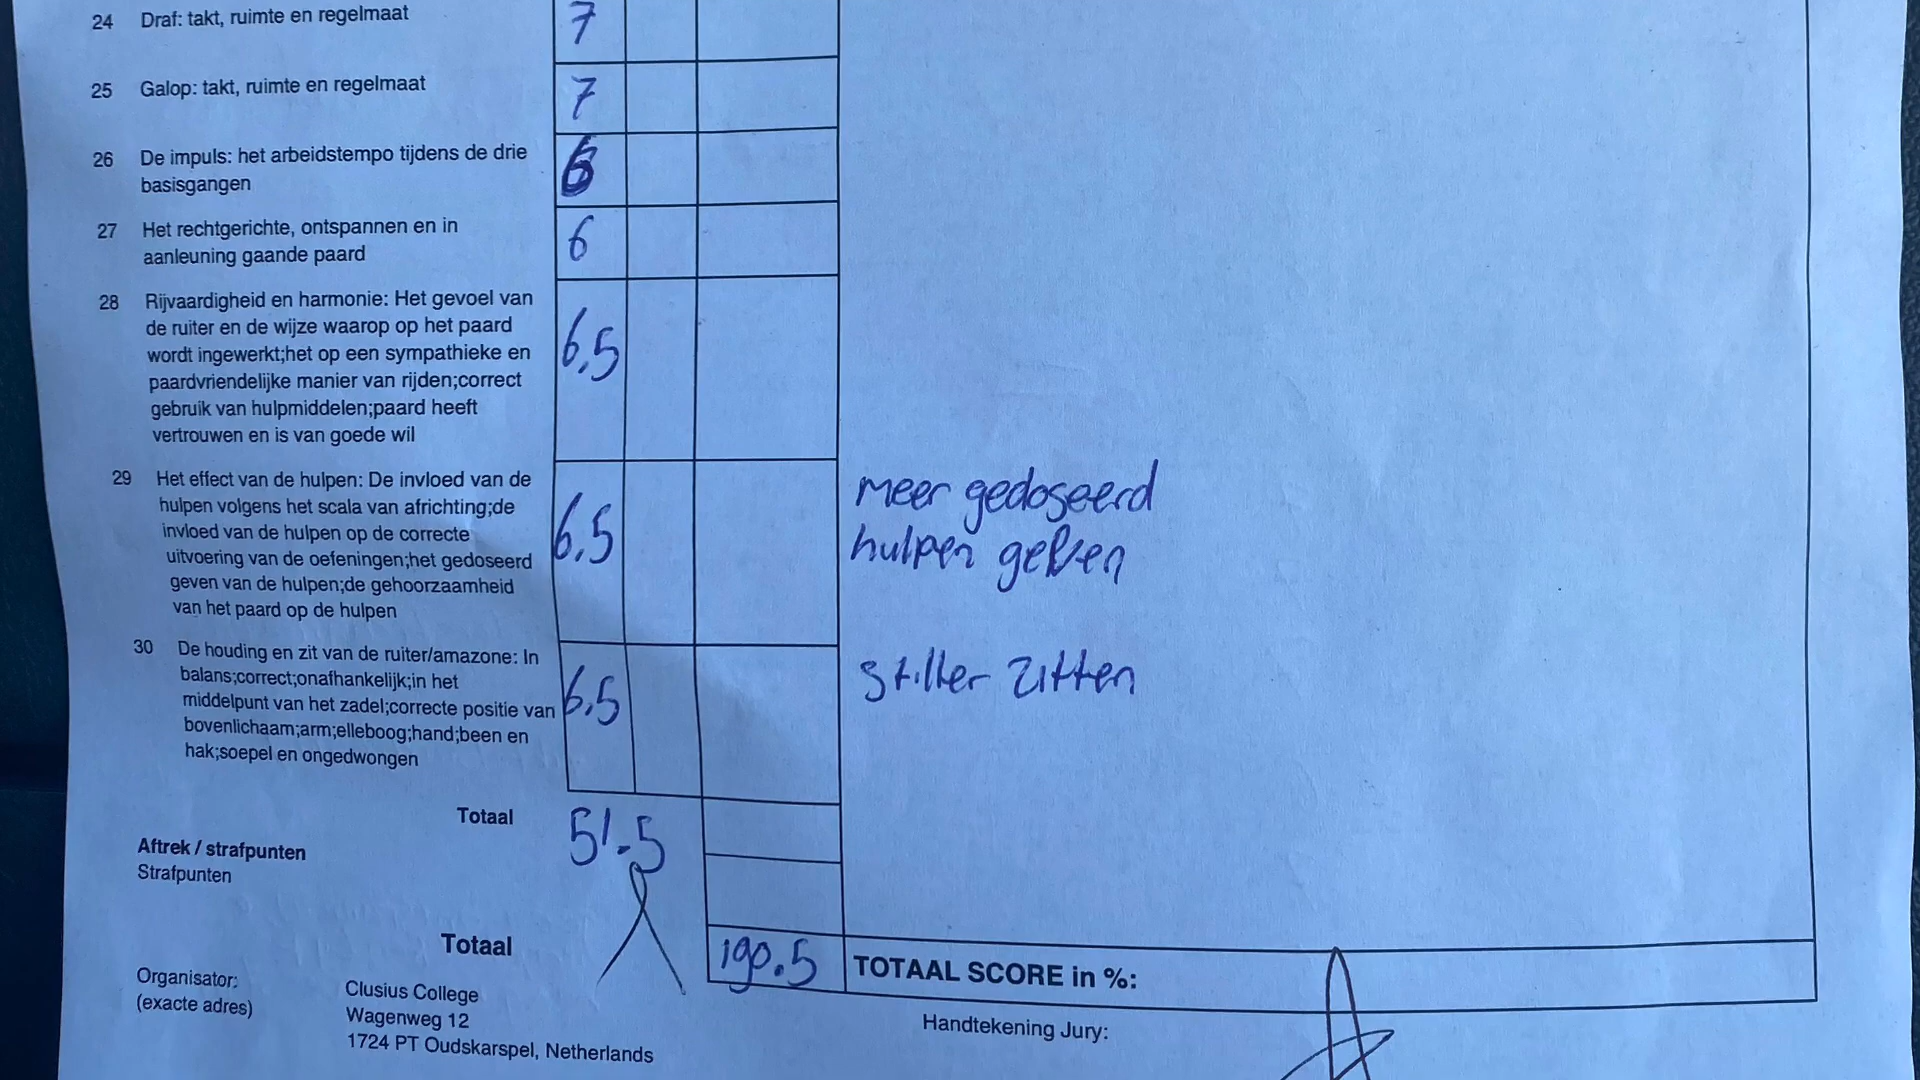 24 Draf: takt, ruimte en regelmaat 7
25 Galop: takt, ruimte en regelmaat 7
26 De impuls: het arbeidstempo tijdens de drie 6
basisgangen
27 Het rechtgerichte, ontspannen en in 6
aanleuning gaande paard
28 Rijvaardigheid en harmonie: Het gevoel van
de ruiter en de wijze waarop op het paard
wordt ingewerkt;het op een sympathieke en 6,5
paardvriendelijke manier van rijden;correct
gebruik van hulpmiddelen;paard heeft
vertrouwen en is van goede wil
29 Het effect van de hulpen: De invloed van de
hulpen volgens het scala van africhting;de meer gedoseerd
invloed van de hulpen op de correcte 6,5
uitvoering van de oefeningen;het gedoseerd hulpen geven
geven van de hulpen;de gehoorzaamheid
van het paard op de hulpen
30 De houding en zit van de ruiter/amazone: In
balans;correct;onafhankelijk;in het stiller zitten
middelpunt van het zadel;correcte positie van 6,5
bovenlichaam;arm;elleboog;hand;been en
hak;soepel en ongedwongen
Totaal 51.5
Aftrek / strafpunten
Strafpunten
Totaal 190.5 TOTAAL SCORE in %:
Organisator: Clusius College
(exacte adres) Wagenweg 12
1724 PT Oudskarspel, Netherlands
Handtekening Jury: